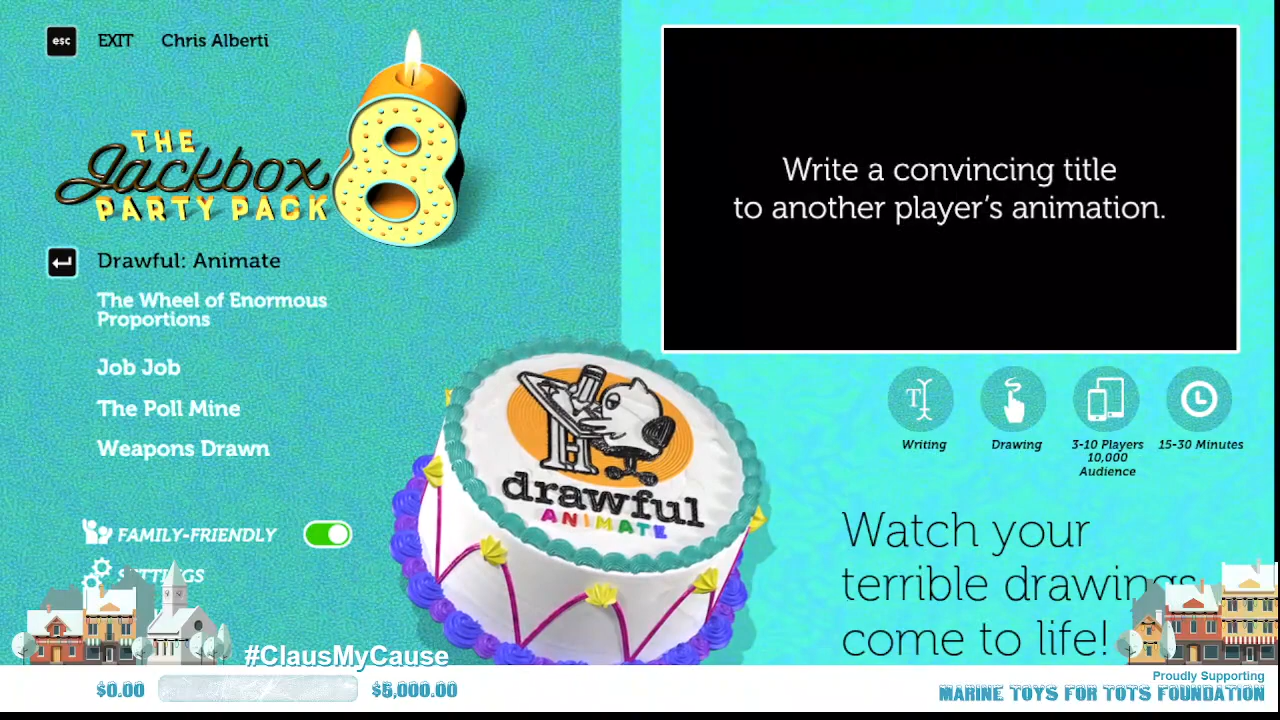 esc EXIT Chris Alberti
THE
Jackbox
PARTY PACK
8
Drawful: Animate
The Wheel of Enormous
Proportions
Job Job
The Poll Mine
Weapons Drawn
FAMILY-FRIENDLY
SETTINGS
Write a convincing title
to another player's animation.
Writing
Drawing
3-10 Players
10,000
Audience
15-30 Minutes
drawful
ANIMATE
Watch your
terrible drawings
come to life!
#ClausMyCause
$0.00 $5,000.00
Proudly Supporting
MARINE TOYS FOR TOTS FOUNDATION